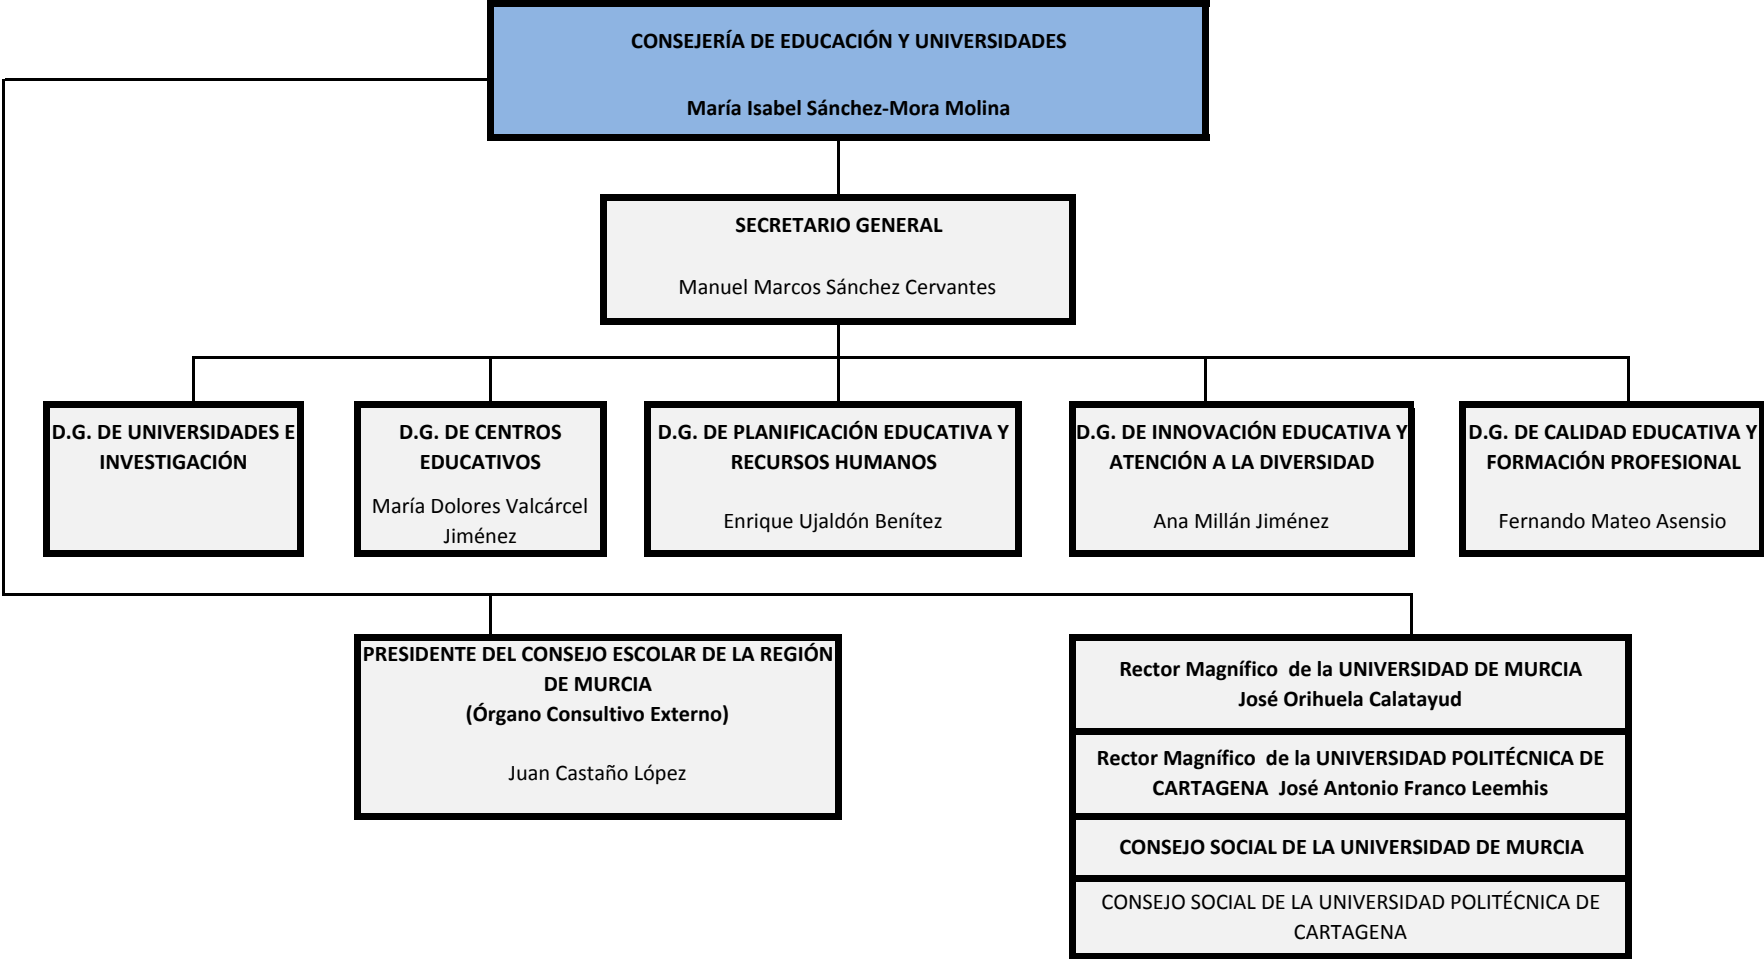 CONSEJERÍA DE EDUCACIÓN Y UNIVERSIDADES
María Isabel Sánchez-Mora Molina
SECRETARIO GENERAL
Manuel Marcos Sánchez Cervantes
D.G. DE UNIVERSIDADES E
INVESTIGACIÓN
D.G. DE CENTROS
EDUCATIVOS
María Dolores Valcárcel
Jiménez
D.G. DE PLANIFICACIÓN EDUCATIVA Y
RECURSOS HUMANOS
Enrique Ujaldón Benítez
D.G. DE INNOVACIÓN EDUCATIVA Y
ATENCIÓN A LA DIVERSIDAD
Ana Millán Jiménez
D.G. DE CALIDAD EDUCATIVA Y
FORMACIÓN PROFESIONAL
Fernando Mateo Asensio
PRESIDENTE DEL CONSEJO ESCOLAR DE LA REGIÓN
DE MURCIA
(Órgano Consultivo Externo)
Juan Castaño López
Rector Magnífico de la UNIVERSIDAD DE MURCIA
José Orihuela Calatayud
Rector Magnífico de la UNIVERSIDAD POLITÉCNICA DE
CARTAGENA José Antonio Franco Leemhis
CONSEJO SOCIAL DE LA UNIVERSIDAD DE MURCIA
CONSEJO SOCIAL DE LA UNIVERSIDAD POLITÉCNICA DE
CARTAGENA